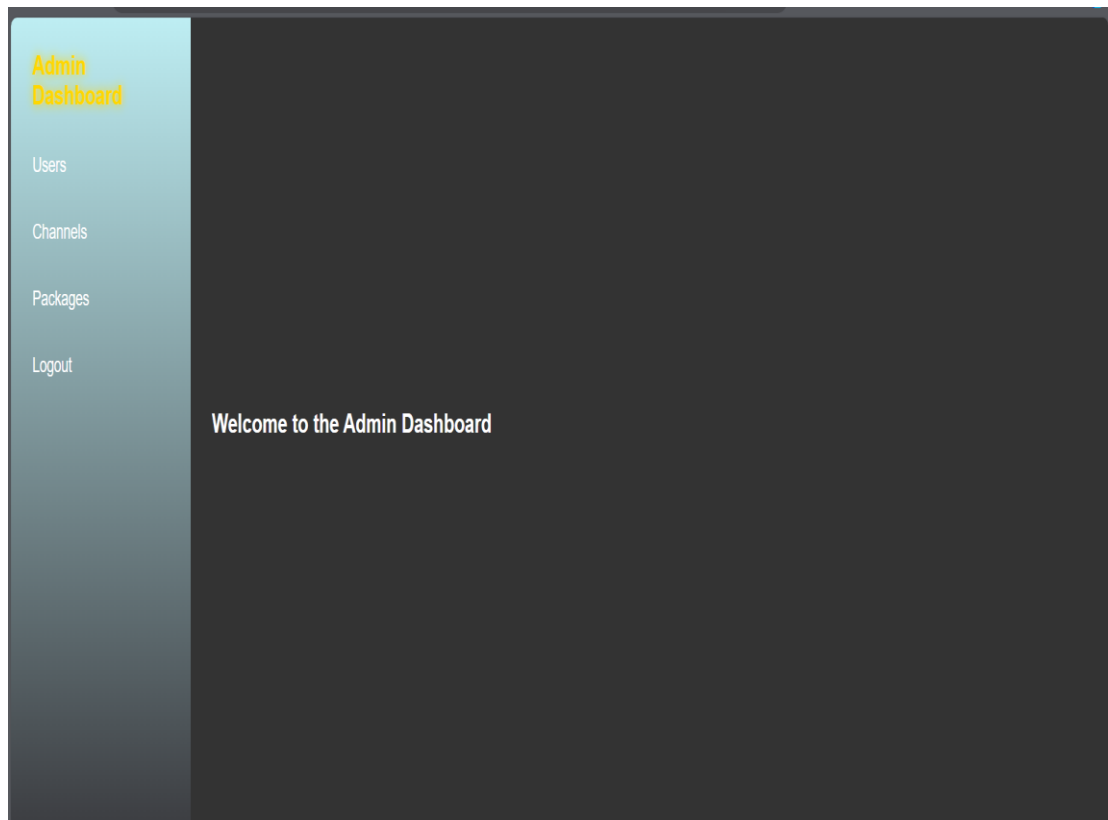 Admin
Dashboard
Users
Channels
Packages
Logout
Welcome to the Admin Dashboard